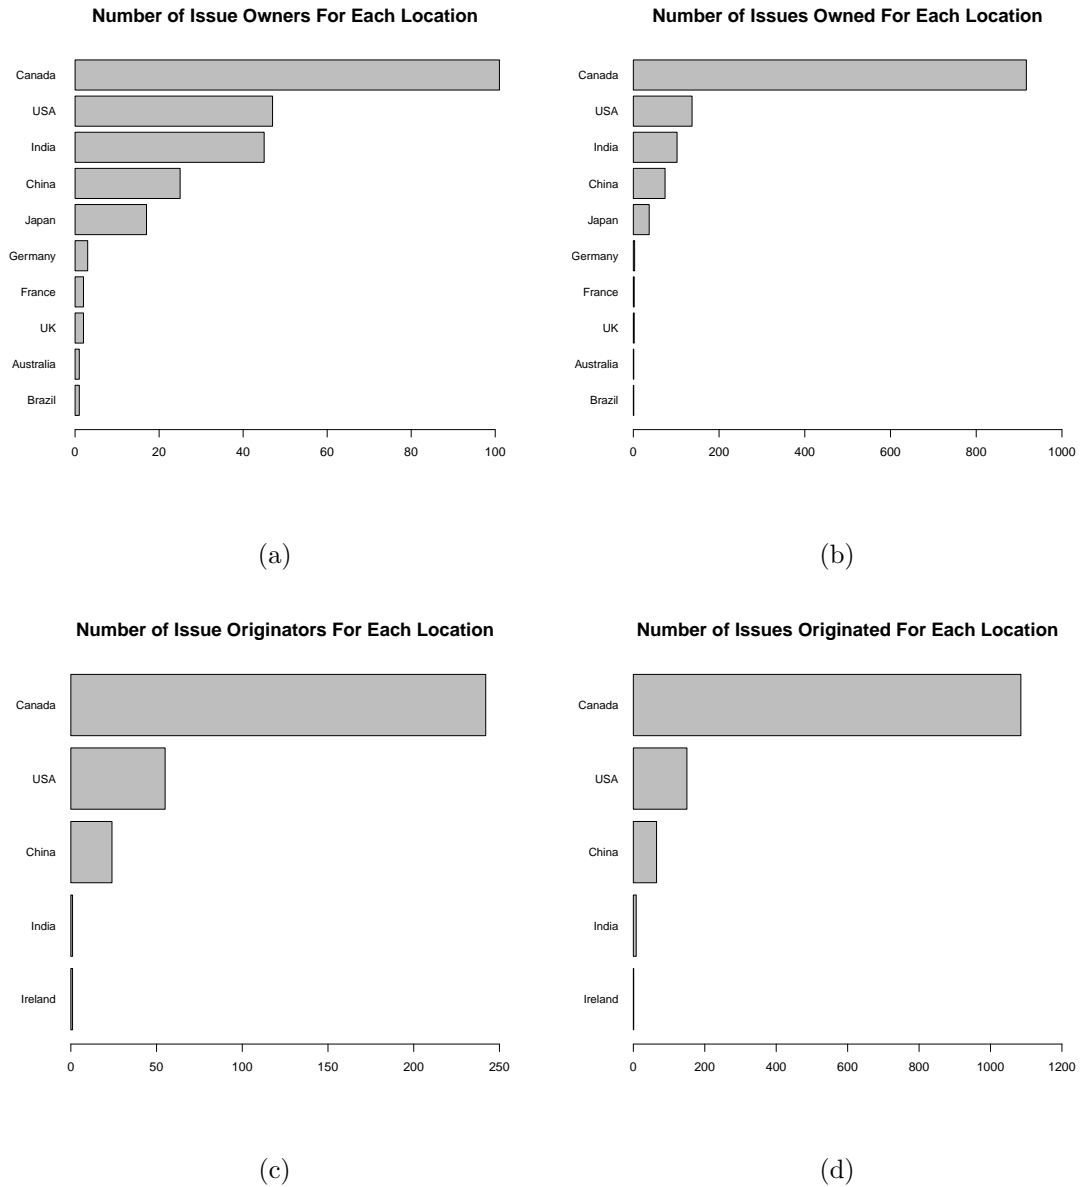 Number of Issue Owners For Each Location
Canada
USA
India
China
Japan
Germany
France
UK
Australia
Brazil
0 20 40 60 80 100
(a)
Number of Issues Owned For Each Location
Canada
USA
India
China
Japan
Germany
France
UK
Australia
Brazil
0 200 400 600 800 1000
(b)
Number of Issue Originators For Each Location
Canada
USA
China
India
Ireland
0 50 100 150 200 250
(c)
Number of Issues Originated For Each Location
Canada
USA
China
India
Ireland
0 200 400 600 800 1000 1200
(d)